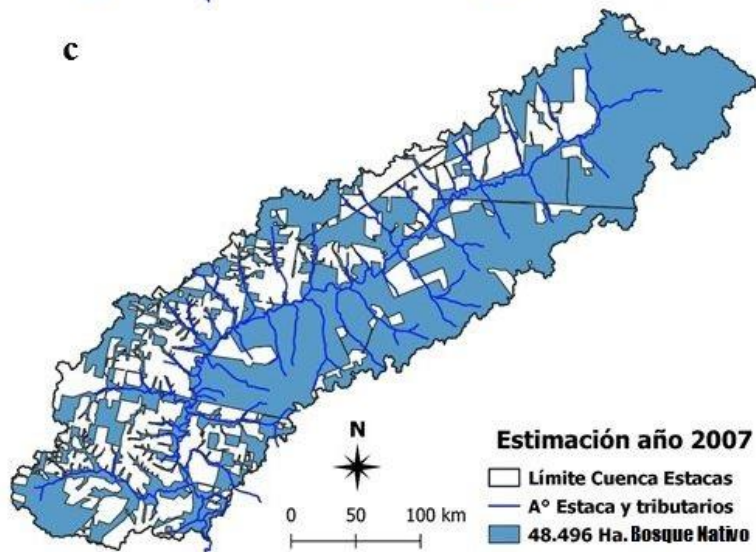 c
N
0 50 100 km
Estimación año 2007
Límite Cuenca Estacas
A° Estaca y tributarios
48.496 Ha. Bosque Nativo